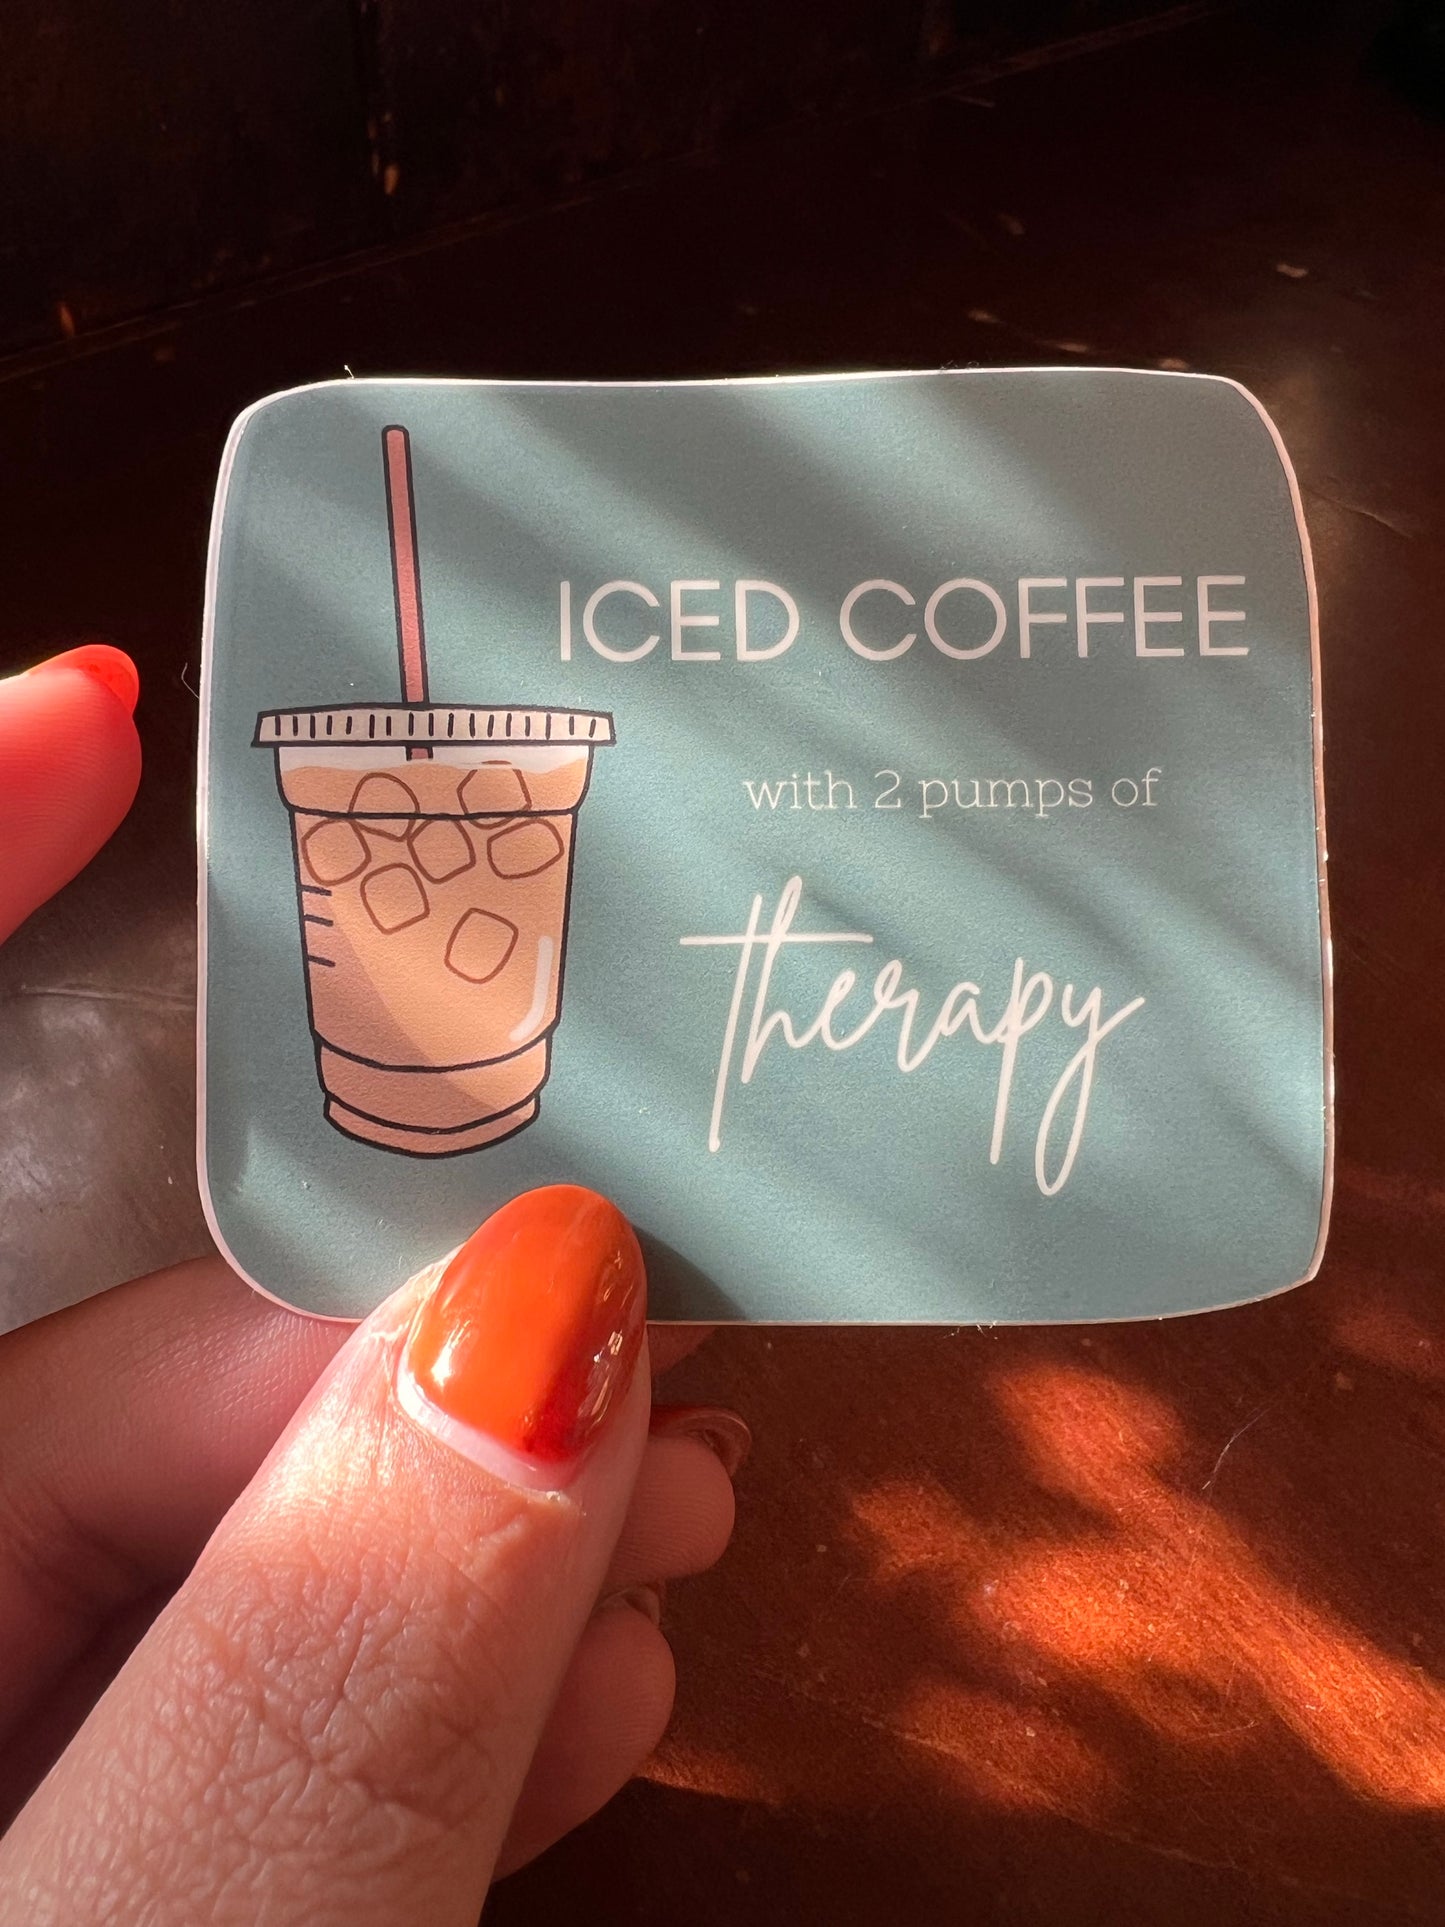 ICED COFFEE
with 2 pumps of
therapy